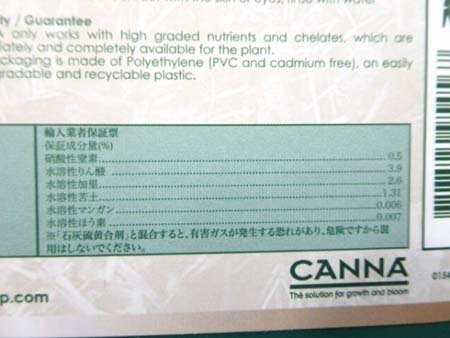 ty / Guarantee
A only works with high graded nutrients and chelates, which are
iately and completely available for the plant.
ackaging is made of Polyethylene (PVC and cadmium free), an easily
gradable and recyclable plastic.
輸入業者保証票
保証成分量(%)
硝酸性窒素 0.5
水溶性りん酸 3.9
水溶性加里 2.6
水溶性苦土 1.31
水溶性マンガン 0.006
水溶性ほう素 0.007
※「石灰硫黄合剤」と混合すると、有害ガスが発生する恐れがあり、危険ですから混
用はしないでください。
CANNA
The solution for growth and bloom
p.com
0154